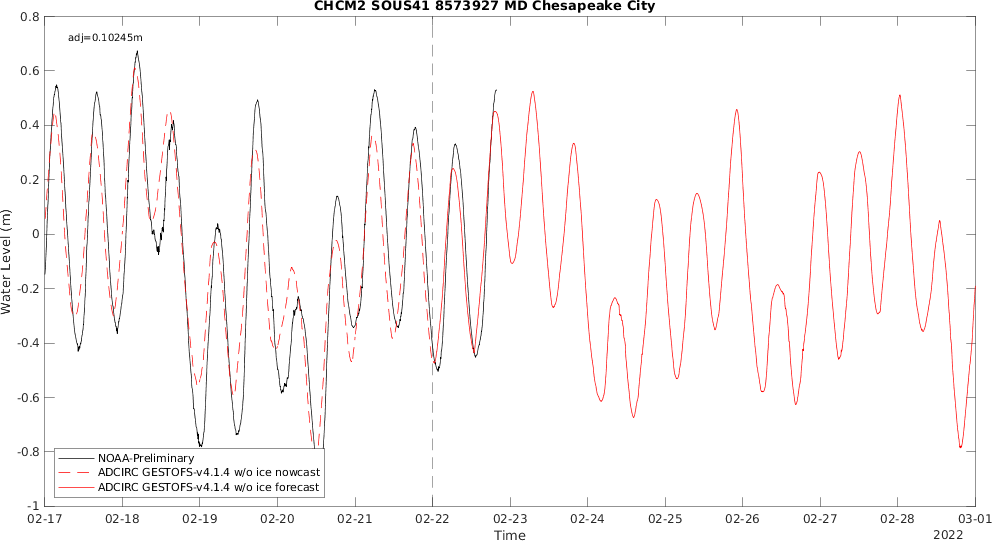 CHCM2 SOUS41 8573927 MD Chesapeake City
adj=0.10245m
0.8
0.6
0.4
0.2
0
-0.2
-0.4
-0.6
-0.8
-1
Water Level (m)
NOAA-Preliminary
ADCIRC GESTOFS-v4.1.4 w/o ice nowcast
ADCIRC GESTOFS-v4.1.4 w/o ice forecast
02-17 02-18 02-19 02-20 02-21 02-22 02-23 02-24 02-25 02-26 02-27 02-28 03-01
Time
2022